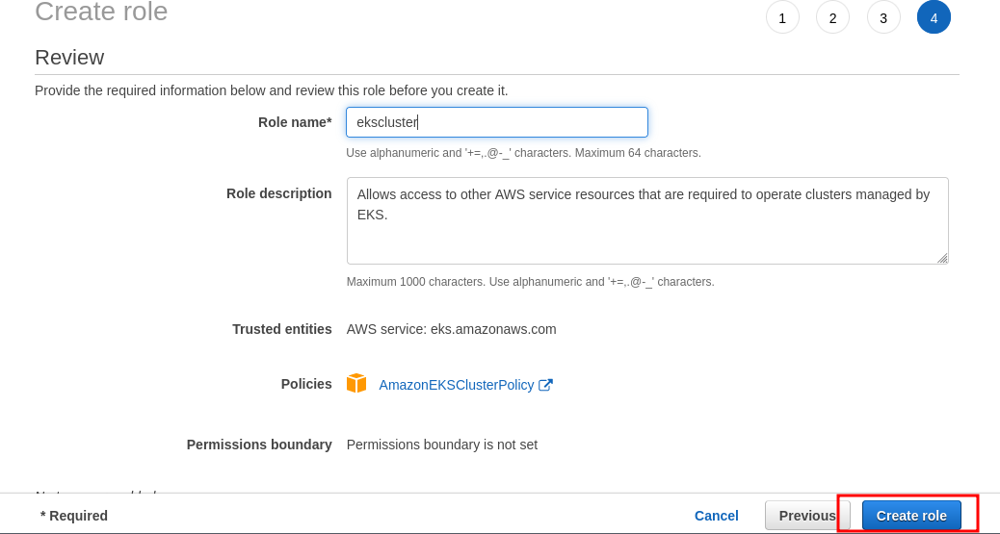 Create role
1 2 3 4
Review
Provide the required information below and review this role before you create it.
Role name* ekscluster
Use alphanumeric and '+=,.@-_' characters. Maximum 64 characters.
Role description Allows access to other AWS service resources that are required to operate clusters managed by
EKS.
Maximum 1000 characters. Use alphanumeric and '+=,.@-_' characters.
Trusted entities AWS service: eks.amazonaws.com
Policies AmazonEKSClusterPolicy
Permissions boundary Permissions boundary is not set
* Required Cancel Previous Create role